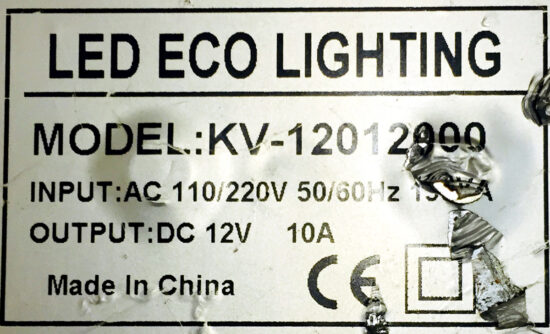 LED ECO LIGHTING
MODEL:KV-12012000
INPUT:AC 110/220V 50/60Hz
OUTPUT:DC 12V 10A
Made In China CE